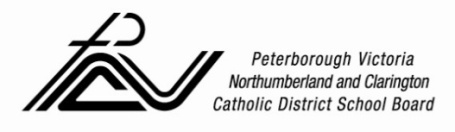 Peterborough Victoria
Northumberland and Clarington
Catholic District School Board